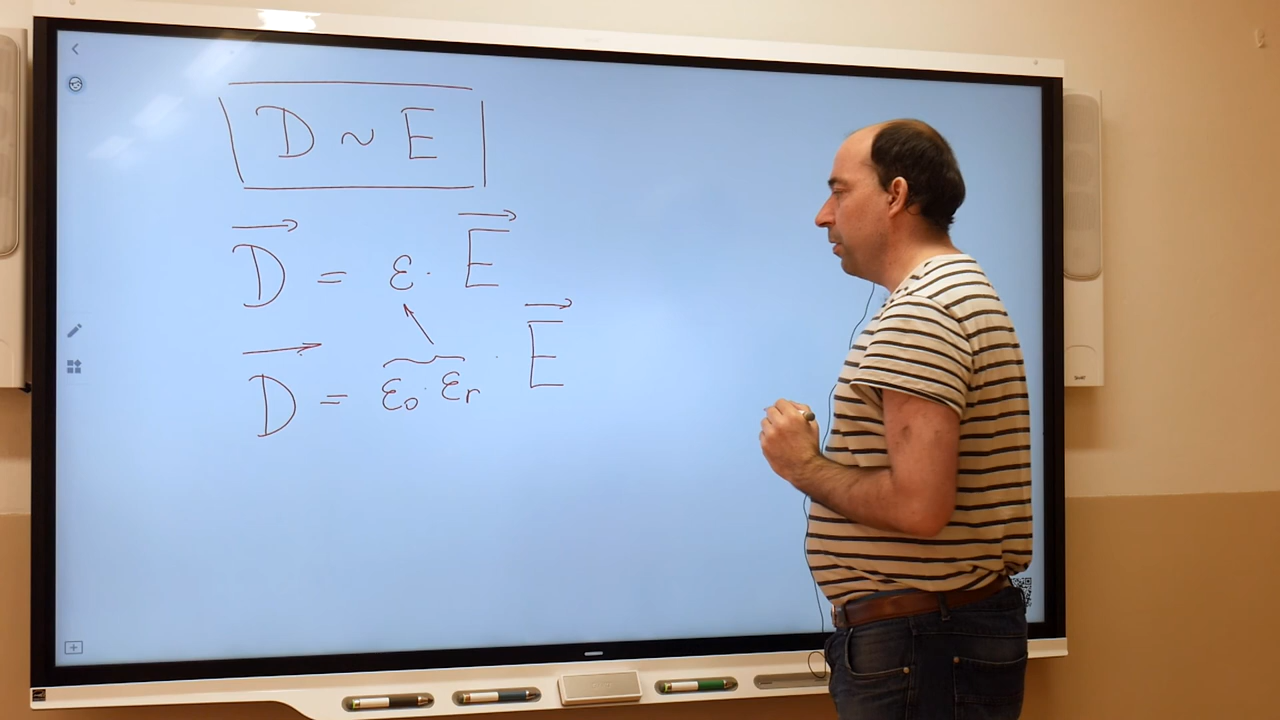 D ~ E
D⃗ = ε · E⃗
D⃗ = ε₀ · εᵣ · E⃗